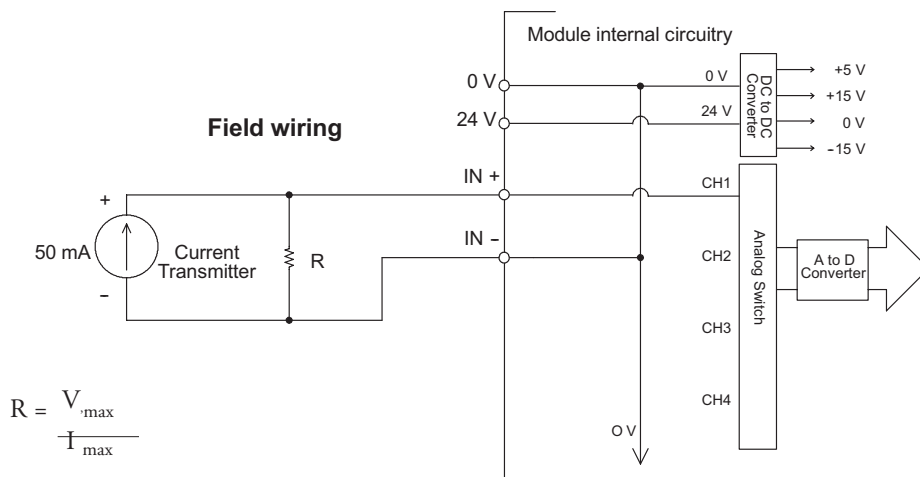 Module internal circuitry
0 V
24 V
Field wiring
IN +
IN -
+
50 mA
-
Current
Transmitter
R
0 V
24 V
DC to DC
Converter
+5 V
+15 V
0 V
-15 V
CH1
CH2
CH3
CH4
Analog Switch
A to D
Converter
O V
R = V,max
I max